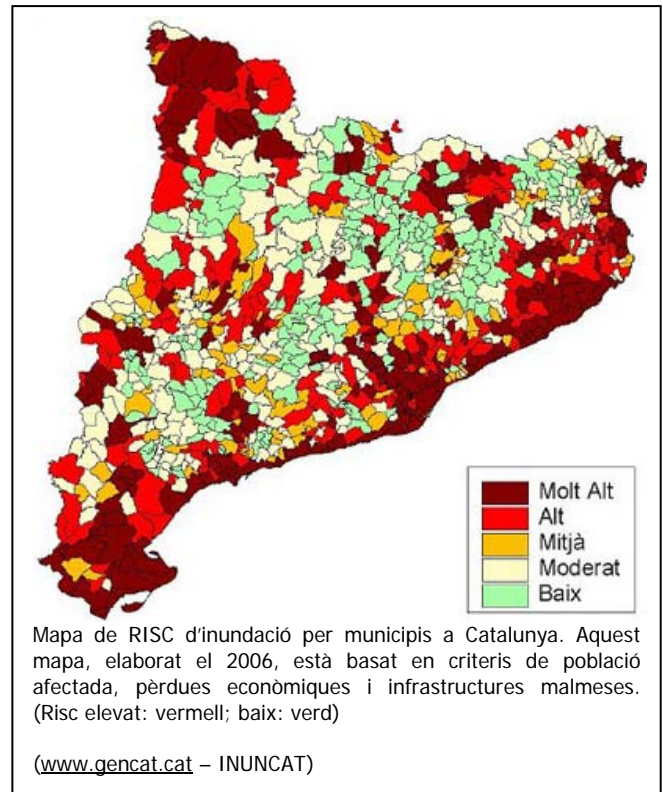 Molt Alt
Alt
Mitjà
Moderat
Baix
Mapa de RISC d'inundació per municipis a Catalunya. Aquest
mapa, elaborat el 2006, està basat en criteris de població
afectada, pèrdues econòmiques i infrastructures malmeses.
(Risc elevat: vermell; baix: verd)
(www.gencat.cat – INUNCAT)